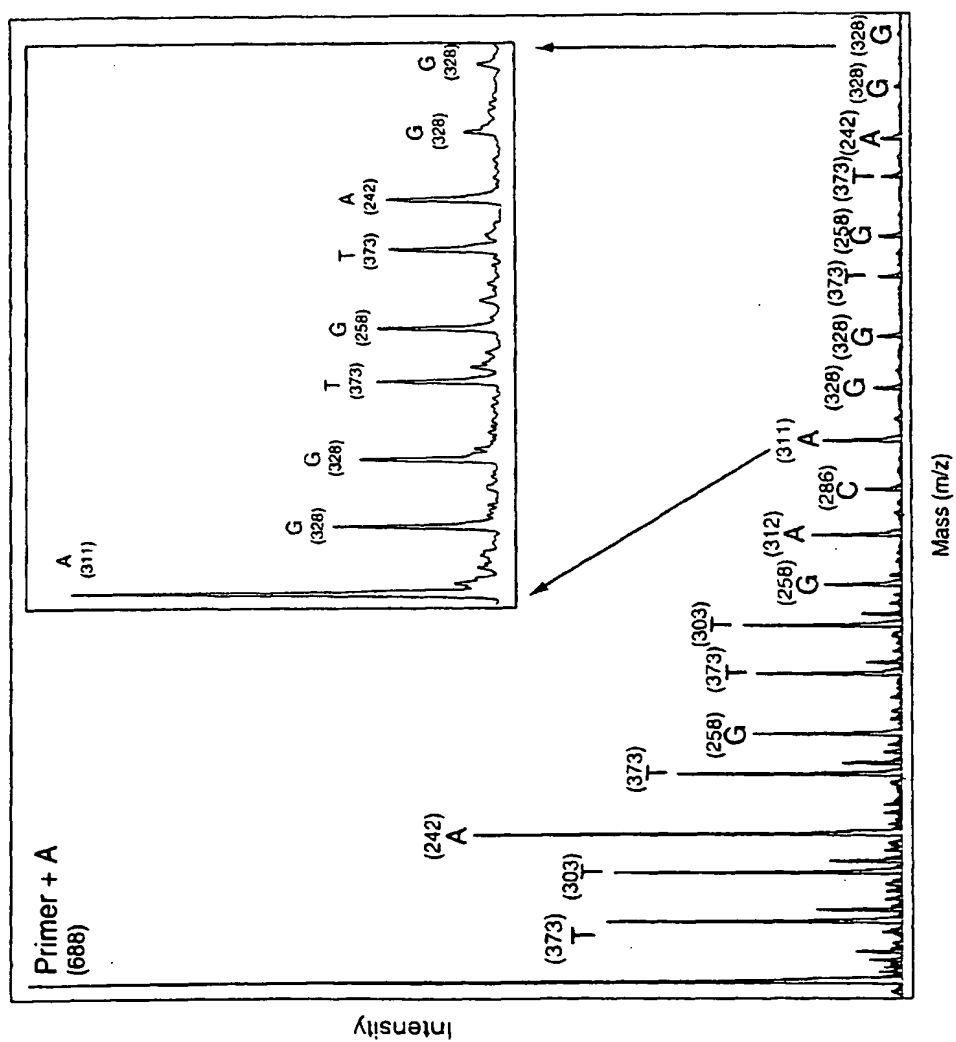 Primer + A
(688)
(373)
T
(303)
T
(242)
A
(373)
T
(258)
G
(373)
T
(303)
T
(258)
G
(312)
A
(286)
C
(311)
A
(328)
G
(328)
G
(373)
T
(258)
G
(373)
T
(242)
A
(328)
G
(328)
G
A
(311)
G
(328)
G
(328)
T
(373)
G
(258)
T
(373)
A
(242)
G
(328)
G
(328)
Intensity
Mass (m/z)